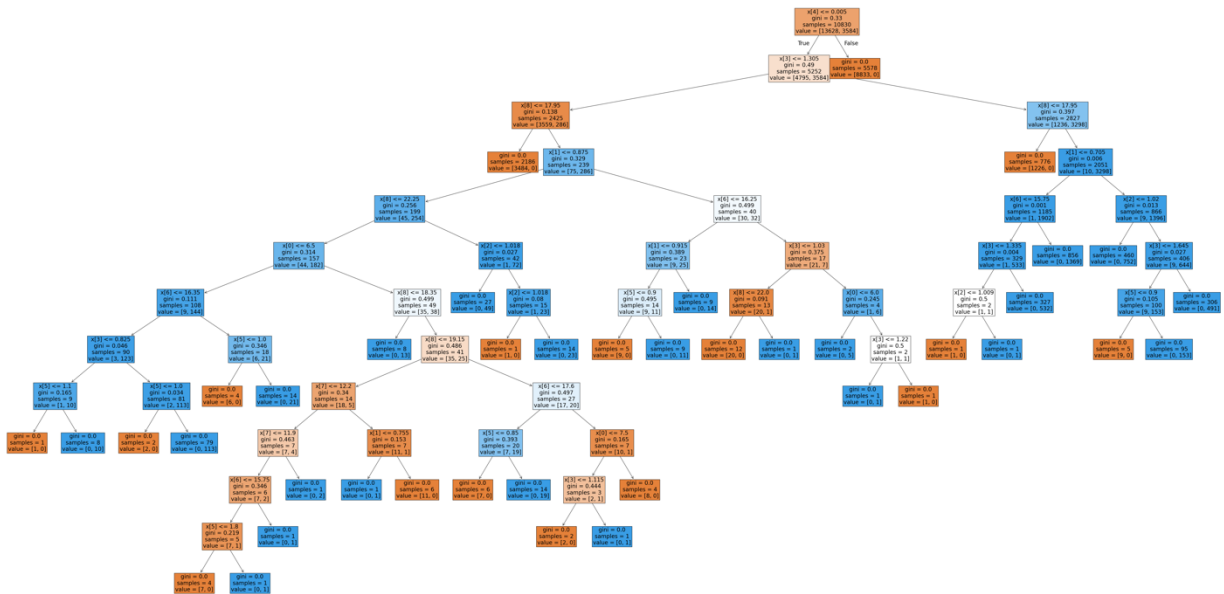 x[4] <= 0.005
gini = 0.33
samples = 10830
value = [13628, 3584]
True
False
x[3] <= 1.305
gini = 0.49
samples = 5252
value = [4795, 3584]
gini = 0.0
samples = 5578
value = [8833, 0]
x[8] <= 17.95
gini = 0.138
samples = 2425
value = [3559, 286]
x[8] <= 17.95
gini = 0.397
samples = 2827
value = [1236, 3298]
gini = 0.0
samples = 2186
value = [3484, 0]
x[1] <= 0.875
gini = 0.329
samples = 239
value = [75, 286]
gini = 0.0
samples = 776
value = [1226, 0]
x[1] <= 0.705
gini = 0.006
samples = 2051
value = [10, 3298]
x[8] <= 22.25
gini = 0.256
samples = 199
value = [45, 254]
x[6] <= 16.25
gini = 0.499
samples = 40
value = [30, 32]
x[6] <= 15.75
gini = 0.001
samples = 1185
value = [1, 1902]
x[2] <= 1.02
gini = 0.013
samples = 866
value = [9, 1396]
x[0] <= 6.5
gini = 0.314
samples = 157
value = [44, 182]
x[2] <= 1.018
gini = 0.027
samples = 42
value = [1, 72]
x[1] <= 0.915
gini = 0.389
samples = 23
value = [9, 25]
x[3] <= 1.03
gini = 0.375
samples = 17
value = [21, 7]
x[3] <= 1.335
gini = 0.004
samples = 329
value = [1, 533]
gini = 0.0
samples = 856
value = [0, 1369]
gini = 0.0
samples = 460
value = [0, 752]
x[3] <= 1.645
gini = 0.027
samples = 406
value = [9, 644]
x[6] <= 16.35
gini = 0.111
samples = 108
value = [9, 144]
x[8] <= 18.35
gini = 0.499
samples = 49
value = [35, 38]
gini = 0.0
samples = 27
value = [0, 49]
x[2] <= 1.018
gini = 0.08
samples = 15
value = [1, 23]
x[5] <= 0.9
gini = 0.495
samples = 14
value = [9, 11]
gini = 0.0
samples = 9
value = [0, 14]
x[8] <= 22.0
gini = 0.091
samples = 13
value = [20, 1]
x[0] <= 6.0
gini = 0.245
samples = 4
value = [1, 6]
x[2] <= 1.009
gini = 0.5
samples = 2
value = [1, 1]
gini = 0.0
samples = 327
value = [0, 532]
x[5] <= 0.9
gini = 0.105
samples = 100
value = [9, 153]
gini = 0.0
samples = 306
value = [0, 491]
x[3] <= 0.825
gini = 0.046
samples = 90
value = [3, 123]
x[5] <= 1.0
gini = 0.346
samples = 18
value = [6, 21]
gini = 0.0
samples = 8
value = [0, 13]
x[8] <= 19.15
gini = 0.486
samples = 41
value = [35, 25]
gini = 0.0
samples = 1
value = [1, 0]
gini = 0.0
samples = 14
value = [0, 23]
gini = 0.0
samples = 5
value = [9, 0]
gini = 0.0
samples = 9
value = [0, 11]
gini = 0.0
samples = 12
value = [20, 0]
gini = 0.0
samples = 1
value = [0, 1]
gini = 0.0
samples = 2
value = [0, 5]
x[3] <= 1.22
gini = 0.5
samples = 2
value = [1, 1]
gini = 0.0
samples = 1
value = [1, 0]
gini = 0.0
samples = 1
value = [0, 1]
gini = 0.0
samples = 5
value = [9, 0]
gini = 0.0
samples = 95
value = [0, 153]
x[5] <= 1.1
gini = 0.165
samples = 9
value = [1, 10]
x[5] <= 1.0
gini = 0.034
samples = 81
value = [2, 113]
gini = 0.0
samples = 4
value = [6, 0]
gini = 0.0
samples = 14
value = [0, 21]
x[7] <= 12.2
gini = 0.34
samples = 14
value = [18, 5]
x[6] <= 17.6
gini = 0.497
samples = 27
value = [17, 20]
gini = 0.0
samples = 1
value = [0, 1]
gini = 0.0
samples = 1
value = [1, 0]
gini = 0.0
samples = 1
value = [1, 0]
gini = 0.0
samples = 8
value = [0, 10]
gini = 0.0
samples = 2
value = [2, 0]
gini = 0.0
samples = 79
value = [0, 113]
x[7] <= 11.9
gini = 0.463
samples = 7
value = [7, 4]
x[1] <= 0.755
gini = 0.153
samples = 7
value = [11, 1]
x[5] <= 0.85
gini = 0.393
samples = 20
value = [7, 19]
x[0] <= 7.5
gini = 0.165
samples = 7
value = [10, 1]
x[6] <= 15.75
gini = 0.346
samples = 6
value = [7, 2]
gini = 0.0
samples = 1
value = [0, 2]
gini = 0.0
samples = 1
value = [0, 1]
gini = 0.0
samples = 6
value = [11, 0]
gini = 0.0
samples = 6
value = [7, 0]
gini = 0.0
samples = 14
value = [0, 19]
x[3] <= 1.115
gini = 0.444
samples = 3
value = [2, 1]
gini = 0.0
samples = 4
value = [8, 0]
x[5] <= 1.8
gini = 0.219
samples = 5
value = [7, 1]
gini = 0.0
samples = 1
value = [0, 1]
gini = 0.0
samples = 2
value = [2, 0]
gini = 0.0
samples = 1
value = [0, 1]
gini = 0.0
samples = 4
value = [7, 0]
gini = 0.0
samples = 1
value = [0, 1]